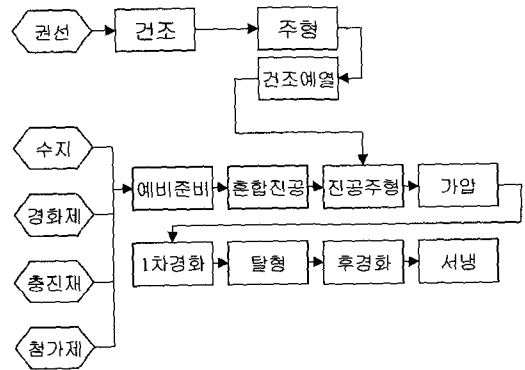 권선
건조
주형
건조예열
수지
경화제
충진재
첨가제
예비준비
혼합진공
진공주형
가압
1차경화
탈형
후경화
서냉